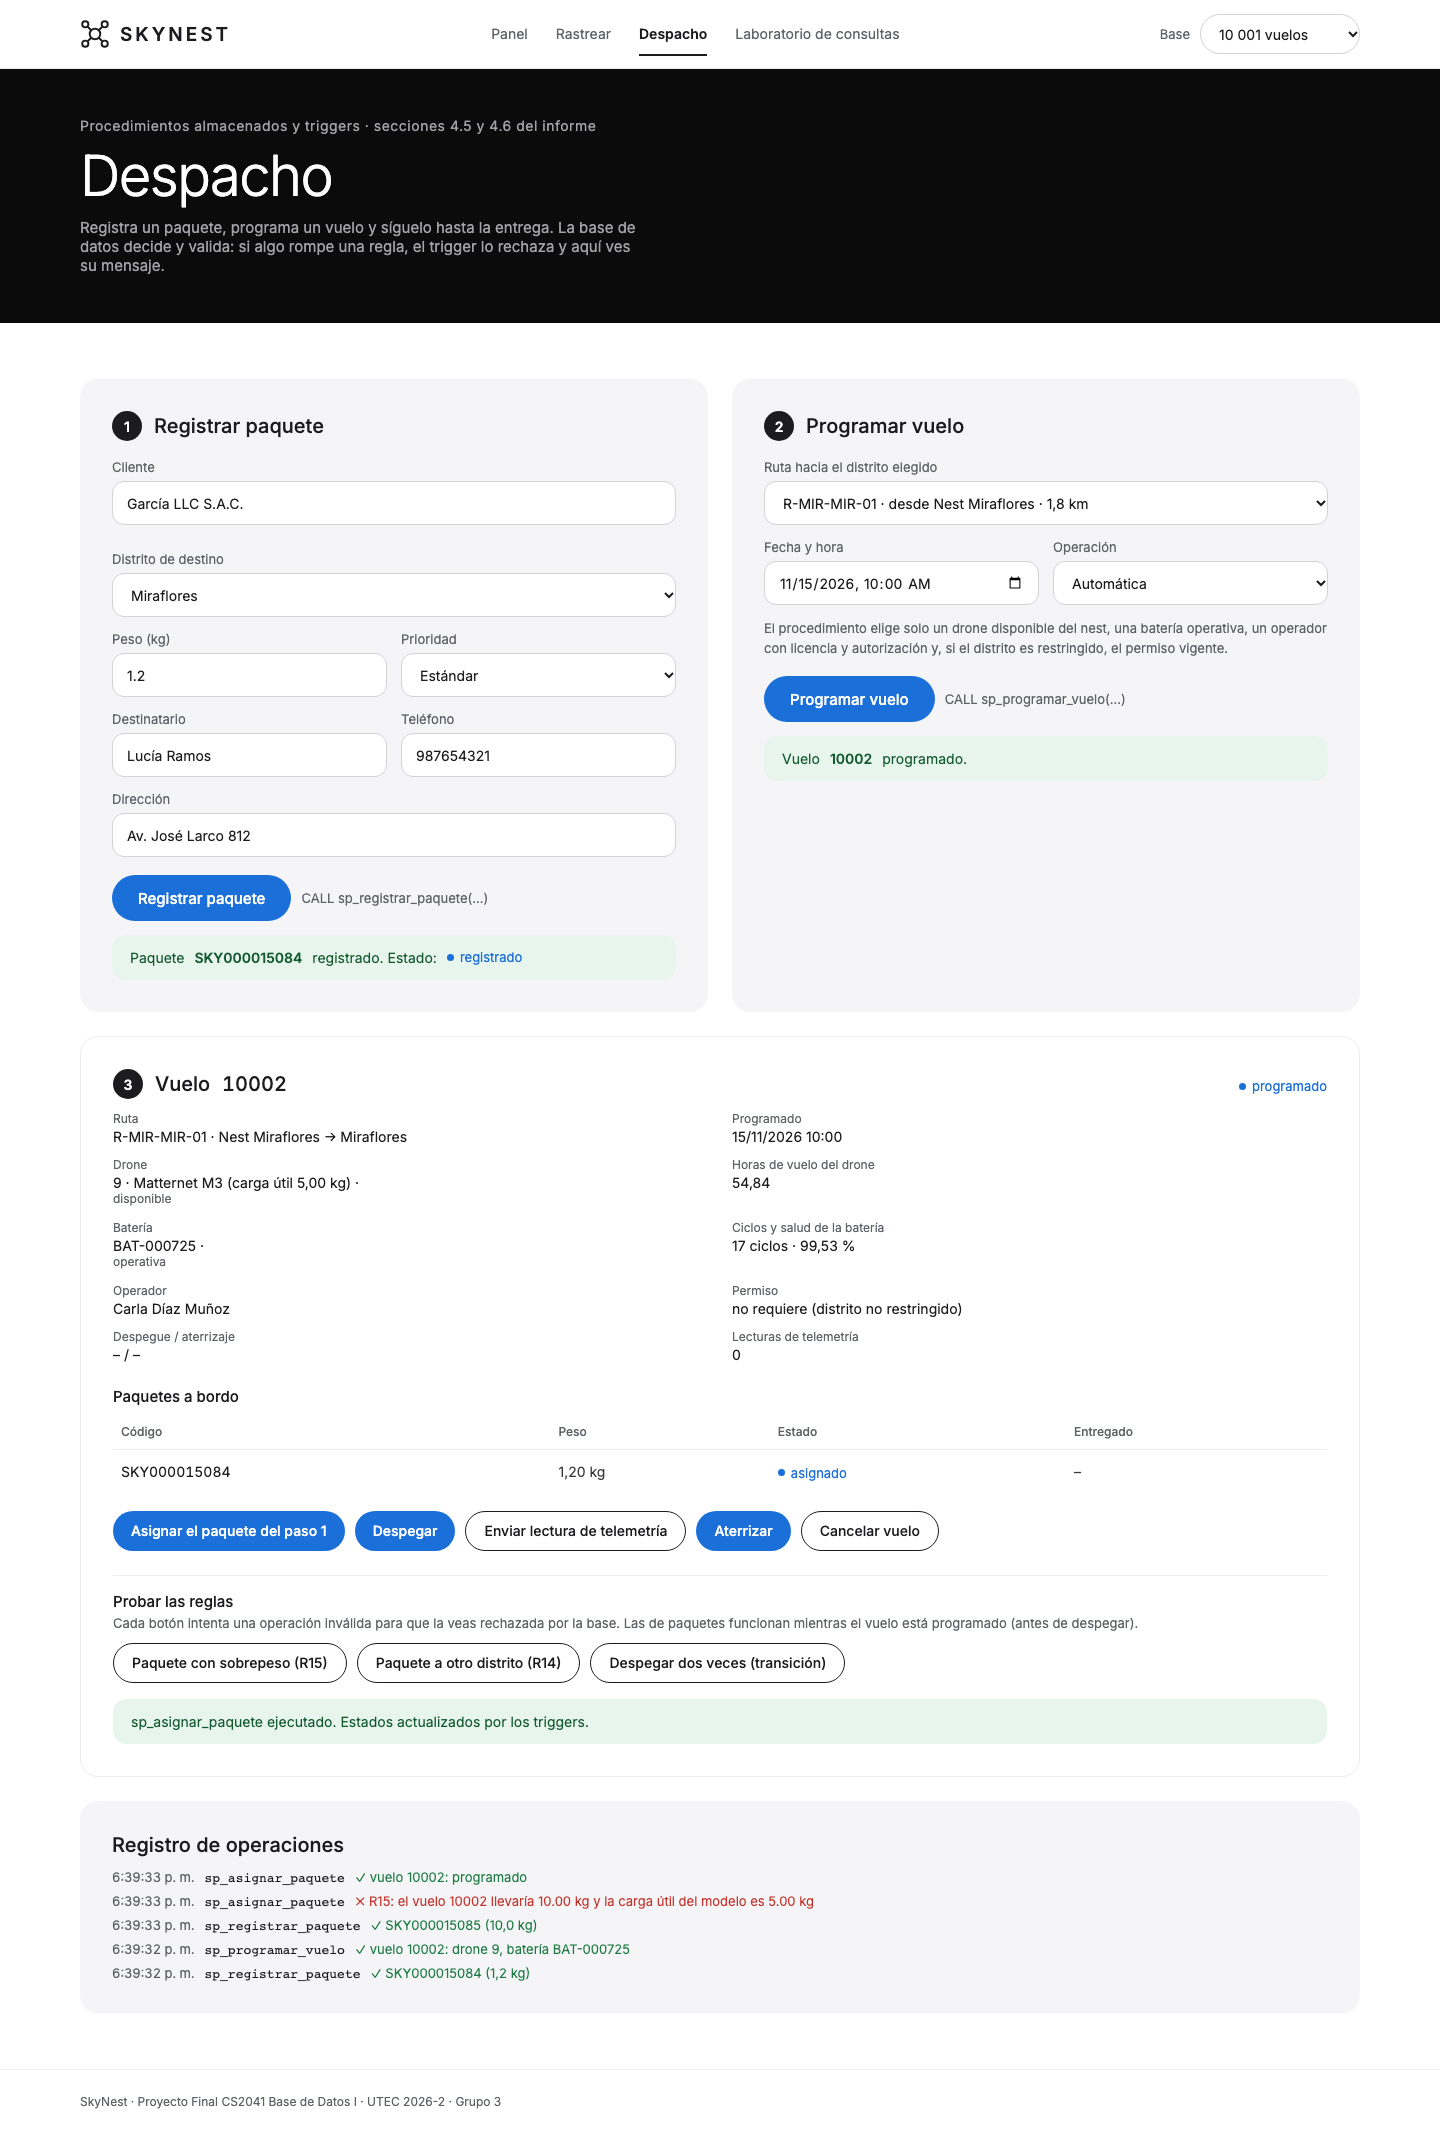 SKYNEST
Panel
Rastrear
Despacho
Laboratorio de consultas
Base
10 001 vuelos
Procedimientos almacenados y triggers · secciones 4.5 y 4.6 del informe
Despacho
Registra un paquete, programa un vuelo y síguelo hasta la entrega. La base de
datos decide y valida: si algo rompe una regla, el trigger lo rechaza y aquí ves
su mensaje.
1 Registrar paquete
Cliente
García LLC S.A.C.
Distrito de destino
Miraflores
Peso (kg)
Prioridad
1.2
Estándar
Destinatario
Teléfono
Lucía Ramos
987654321
Dirección
Av. José Larco 812
Registrar paquete CALL sp_registrar_paquete(...)
Paquete SKY000015084 registrado. Estado: registrado
2 Programar vuelo
Ruta hacia el distrito elegido
R-MIR-MIR-01 · desde Nest Miraflores · 1,8 km
Fecha y hora
Operación
11/15/2026, 10:00 AM
Automática
El procedimiento elige solo un drone disponible del nest, una batería operativa, un operador
con licencia y autorización y, si el distrito es restringido, el permiso vigente.
Programar vuelo CALL sp_programar_vuelo(...)
Vuelo 10002 programado.
3 Vuelo 10002
programado
Ruta
R-MIR-MIR-01 · Nest Miraflores → Miraflores
Programado
15/11/2026 10:00
Drone
9 · Matternet M3 (carga útil 5,00 kg) ·
disponible
Horas de vuelo del drone
54,84
Batería
BAT-000725 ·
operativa
Ciclos y salud de la batería
17 ciclos · 99,53 %
Operador
Carla Díaz Muñoz
Permiso
no requiere (distrito no restringido)
Despegue / aterrizaje
– / –
Lecturas de telemetría
0
Paquetes a bordo
Código Peso Estado Entregado
SKY000015084 1,20 kg asignado –
Asignar el paquete del paso 1
Despegar
Enviar lectura de telemetría
Aterrizar
Cancelar vuelo
Probar las reglas
Cada botón intenta una operación inválida para que la veas rechazada por la base. Las de paquetes funcionan mientras el vuelo está programado (antes de despegar).
Paquete con sobrepeso (R15)
Paquete a otro distrito (R14)
Despegar dos veces (transición)
sp_asignar_paquete ejecutado. Estados actualizados por los triggers.
Registro de operaciones
6:39:33 p. m. sp_asignar_paquete ✓ vuelo 10002: programado
6:39:33 p. m. sp_asignar_paquete ✕ R15: el vuelo 10002 llevaría 10.00 kg y la carga útil del modelo es 5.00 kg
6:39:33 p. m. sp_registrar_paquete ✓ SKY000015085 (10,0 kg)
6:39:32 p. m. sp_programar_vuelo ✓ vuelo 10002: drone 9, batería BAT-000725
6:39:32 p. m. sp_registrar_paquete ✓ SKY000015084 (1,2 kg)
SkyNest · Proyecto Final CS2041 Base de Datos I · UTEC 2026-2 · Grupo 3